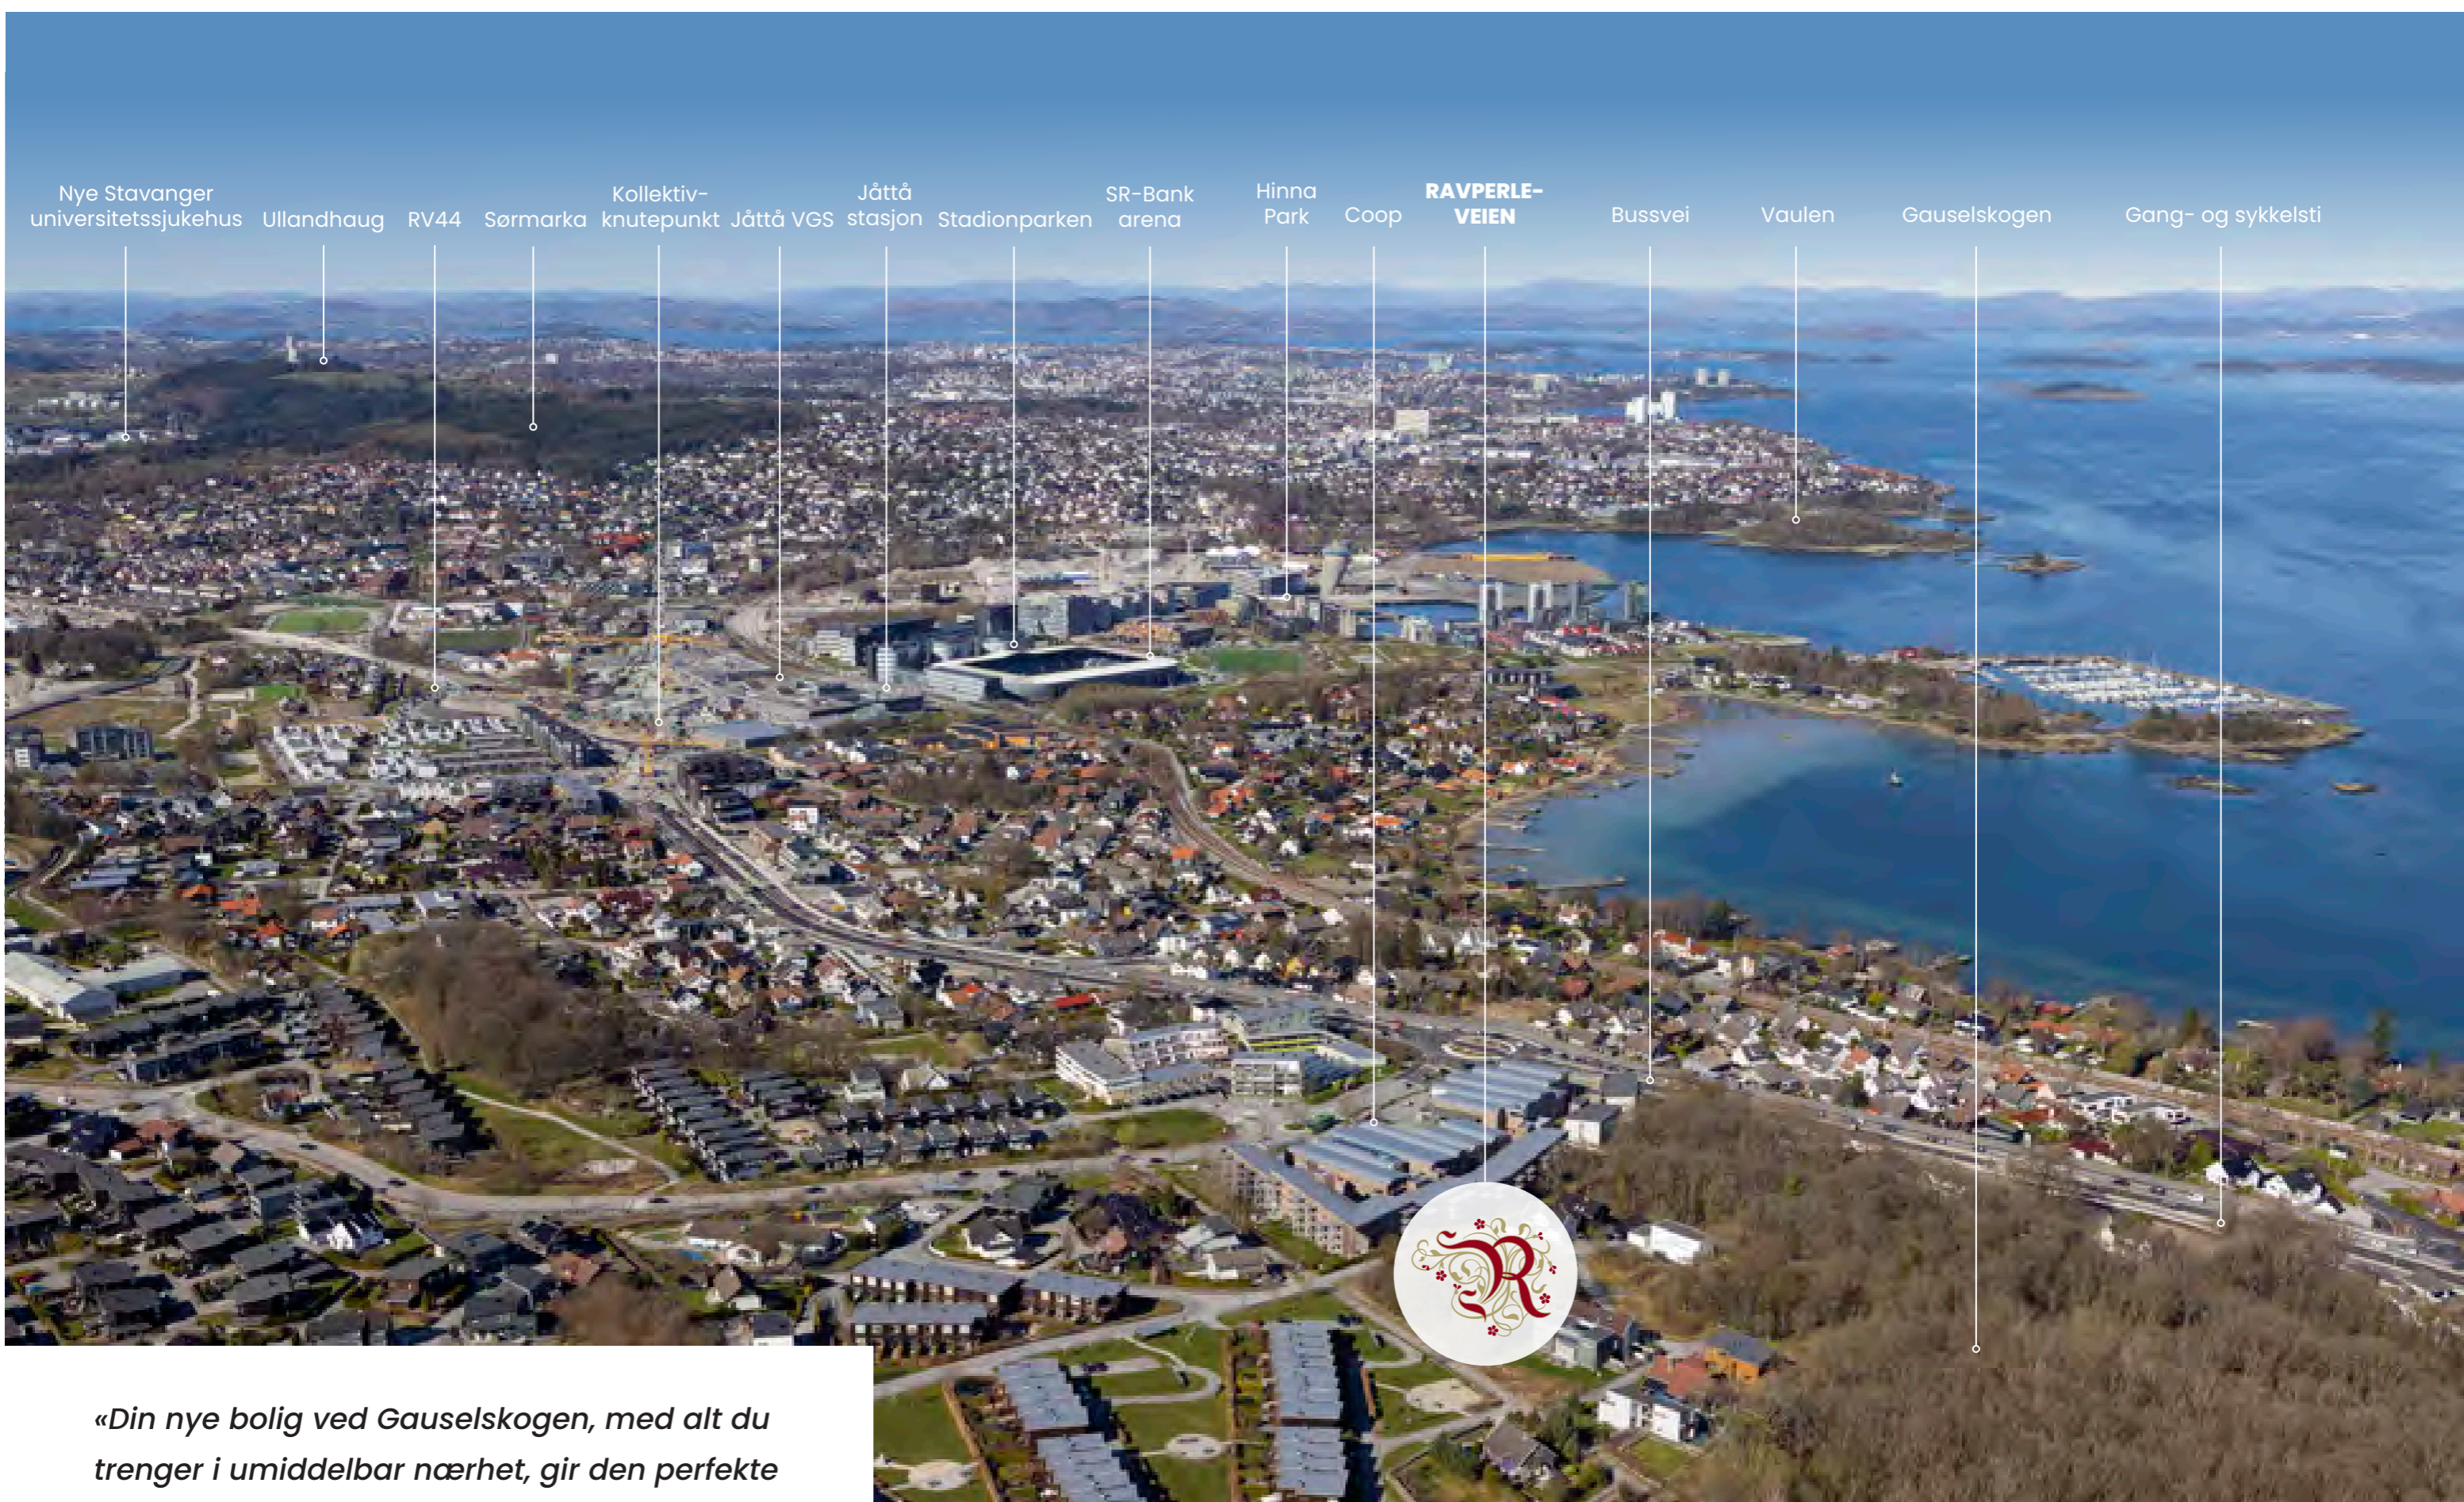 Nye Stavanger
universitetssjukehus
Ullandhaug
RV44
Sørmarka
Kollektiv-
knutepunkt
Jåttå VGS
Jåttå
stasjon
Stadionparken
SR-Bank
arena
Hinna
Park
Coop
RAVPERLE-
VEIEN
Bussvei
Vaulen
Gauselskogen
Gang- og sykkelsti
R
«Din nye bolig ved Gauselskogen, med alt du
trenger i umiddelbar nærhet, gir den perfekte